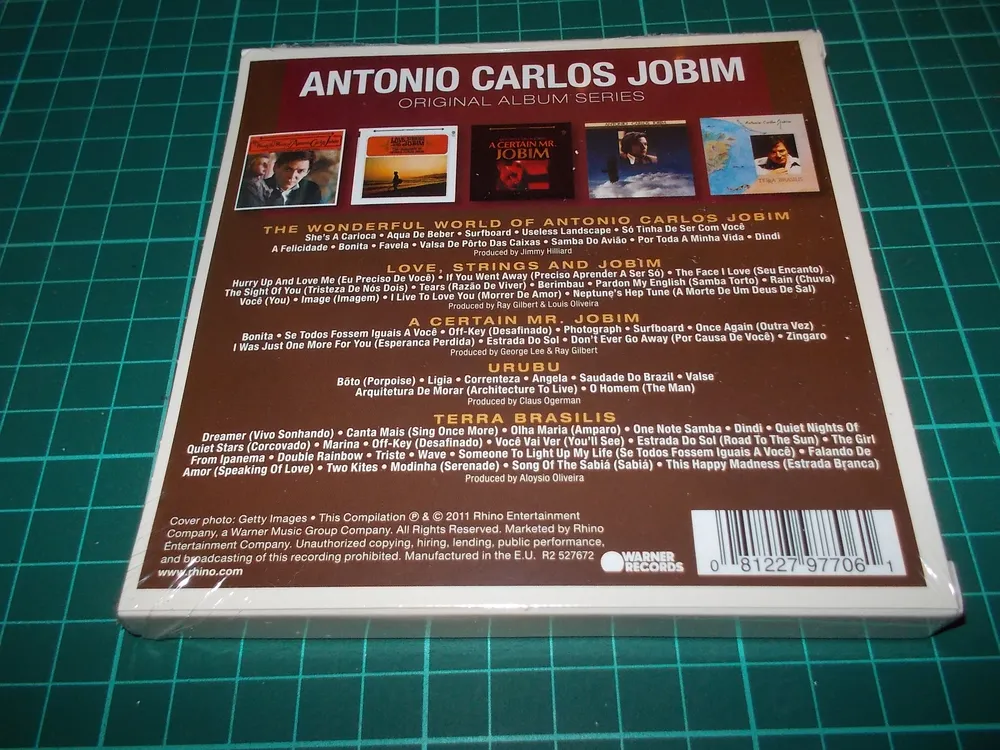 ANTONIO CARLOS JOBIM
ORIGINAL ALBUM SERIES
A CERTAIN MR.
JOBIM
ANTONIO CARLOS JOBIM
Antonio Carlos Jobim
TERRA BRASILIS
THE WONDERFUL WORLD OF ANTONIO CARLOS JOBIM
She's A Carioca • Aqua De Beber • Surfboard • Useless Landscape • Só Tinha De Ser Com Você
A Felicidade • Bonita • Favela • Valsa De Pôrto Das Caixas • Samba Do Avião • Por Toda A Minha Vida • Dindi
Produced by Jimmy Hilliard
LOVE, STRINGS AND JOBIM
Hurry Up And Love Me (Eu Preciso De Você) • If You Went Away (Preciso Aprender A Ser Só) • The Face I Love (Seu Encanto)
The Sight Of You (Tristeza De Nós Dois) • Tears (Razão De Viver) • Berimbau • Pardon My English (Samba Torto) • Rain (Chuva)
Você (You) • Image (Imagem) • I Live To Love You (Morrer De Amor) • Neptune's Hep Tune (A Morte De Um Deus De Sal)
Produced by Ray Gilbert & Louis Oliveira
A CERTAIN MR. JOBIM
Bonita • Se Todos Fossem Iguais A Você • Off-Key (Desafinado) • Photograph • Surfboard • Once Again (Outra Vez)
I Was Just One More For You (Esperanca Perdida) • Estrada Do Sol • Don't Ever Go Away (Por Causa De Você) • Zingaro
Produced by George Lee & Ray Gilbert
URUBU
Bôto (Porpoise) • Ligia • Correnteza • Angela • Saudade Do Brazil • Valse
Arquitetura De Morar (Architecture To Live) • O Homem (The Man)
Produced by Claus Ogerman
TERRA BRASILIS
Dreamer (Vivo Sonhando) • Canta Mais (Sing Once More) • Olha Maria (Amparo) • One Note Samba • Dindi • Quiet Nights Of
Quiet Stars (Corcovado) • Marina • Off-Key (Desafinado) • Você Vai Ver (You'll See) • Estrada Do Sol (Road To The Sun) • The Girl
From Ipanema • Double Rainbow • Triste • Wave • Someone To Light Up My Life (Se Todos Fossem Iguais A Você) • Falando De
Amor (Speaking Of Love) • Two Kites • Modinha (Serenade) • Song Of The Sabiá (Sabiá) • This Happy Madness (Estrada Branca)
Produced by Aloysio Oliveira
Cover photo: Getty Images • This Compilation ℗ & © 2011 Rhino Entertainment
Company, a Warner Music Group Company. All Rights Reserved. Marketed by Rhino
Entertainment Company. Unauthorized copying, hiring, lending, public performance,
and broadcasting of this recording prohibited. Manufactured in the E.U. R2 527672
www.rhino.com
WARNER
RECORDS
0 81227 97706 1